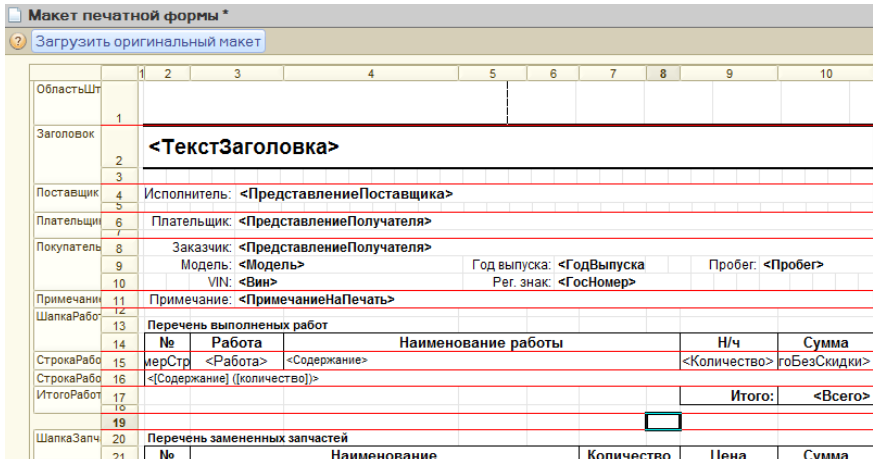 Макет печатной формы *
Загрузить оригинальный макет
1 2 3 4 5 6 7 8 9 10
ОбластьШт
1
Заголовок
2 <ТекстЗаголовка>
3
Поставщик 4 Исполнитель: <ПредставлениеПоставщика>
5
Плательщи 6 Плательщик: <ПредставлениеПолучателя>
7
Покупатель 8 Заказчик: <ПредставлениеПолучателя>
9 Модель: <Модель> Год выпуска: <ГодВыпуска Пробег: <Пробег>
10 VIN: <Вин> Рег. знак: <ГосНомер>
Примечани 11 Примечание: <ПримечаниеНаПечать>
ШапкаРабо 12
13 Перечень выполненых работ
14 № Работа Наименование работы Н/ч Сумма
СтрокаРабо 15 мерСтр <Работа> <Содержание> <Количество> гоБезСкидки>
СтрокаРабо 16 <[Содержание] ([количество])>
ИтогоРабот 17 Итого: <Всего>
18
19
ШапкаЗапч 20 Перечень замененных запчастей
21 № Наименование Количество Цена Сумма